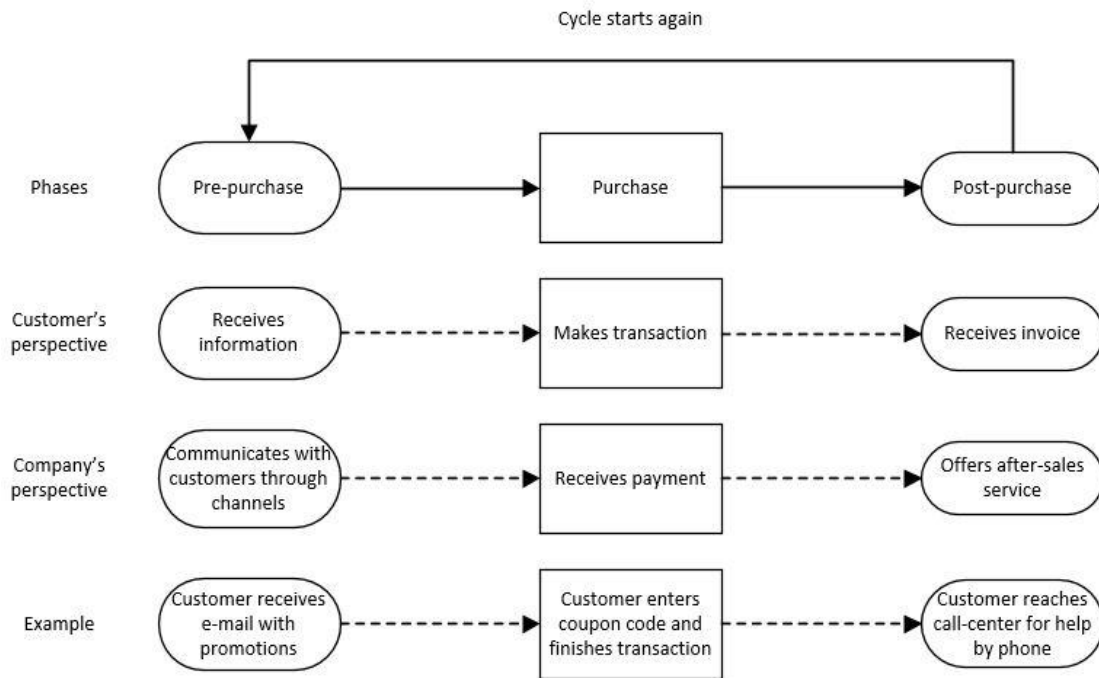 Cycle starts again
Phases
Pre-purchase
Purchase
Post-purchase
Customer's
perspective
Receives
information
Makes transaction
Receives invoice
Company's
perspective
Communicates with
customers through
channels
Receives payment
Offers after-sales
service
Example
Customer receives
e-mail with
promotions
Customer enters
coupon code and
finishes transaction
Customer reaches
call-center for help
by phone